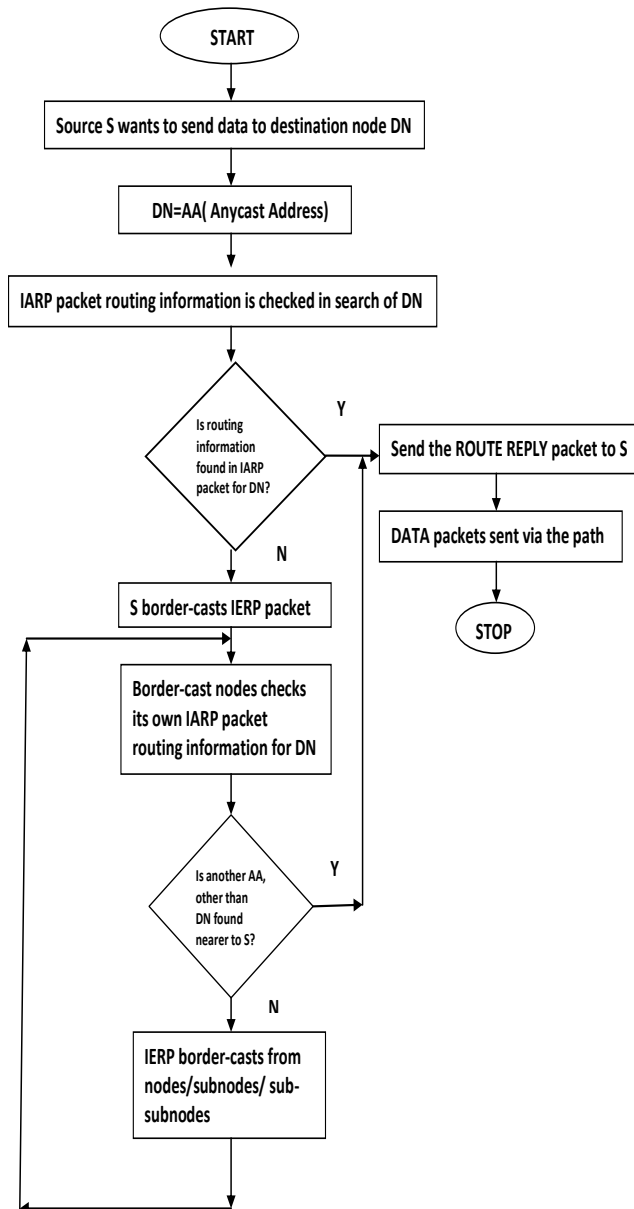 START
Source S wants to send data to destination node DN
DN=AA( Anycast Address)
IARP packet routing information is checked in search of DN
Is routing
information
found in IARP
packet for DN?
Y
Send the ROUTE REPLY packet to S
DATA packets sent via the path
STOP
N
S border-casts IERP packet
Border-cast nodes checks
its own IARP packet
routing information for DN
Is another AA,
other than
DN found
nearer to S?
Y
N
IERP border-casts from
nodes/subnodes/ sub-
subnodes